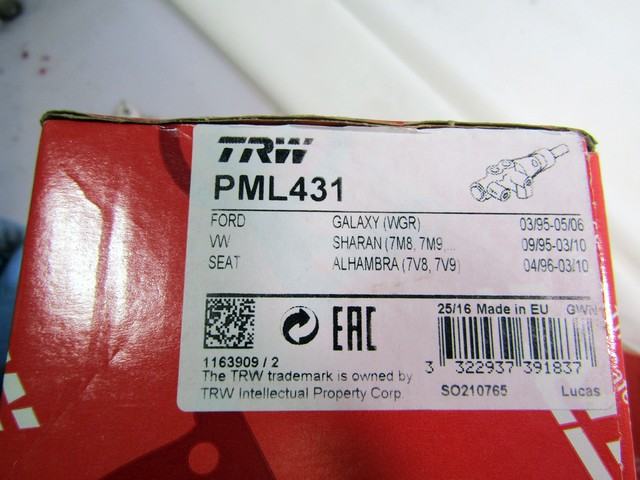 TRW
PML431
FORD GALAXY (WGR) 03/95-05/06
VW SHARAN (7M8, 7M9... 09/95-03/10
SEAT ALHAMBRA (7V8, 7V9) 04/96-03/10
25/16 Made in EU GWN
EAC
1163909 / 2
3 322937 391837
The TRW trademark is owned by
TRW Intellectual Property Corp.
SO210765 Lucas